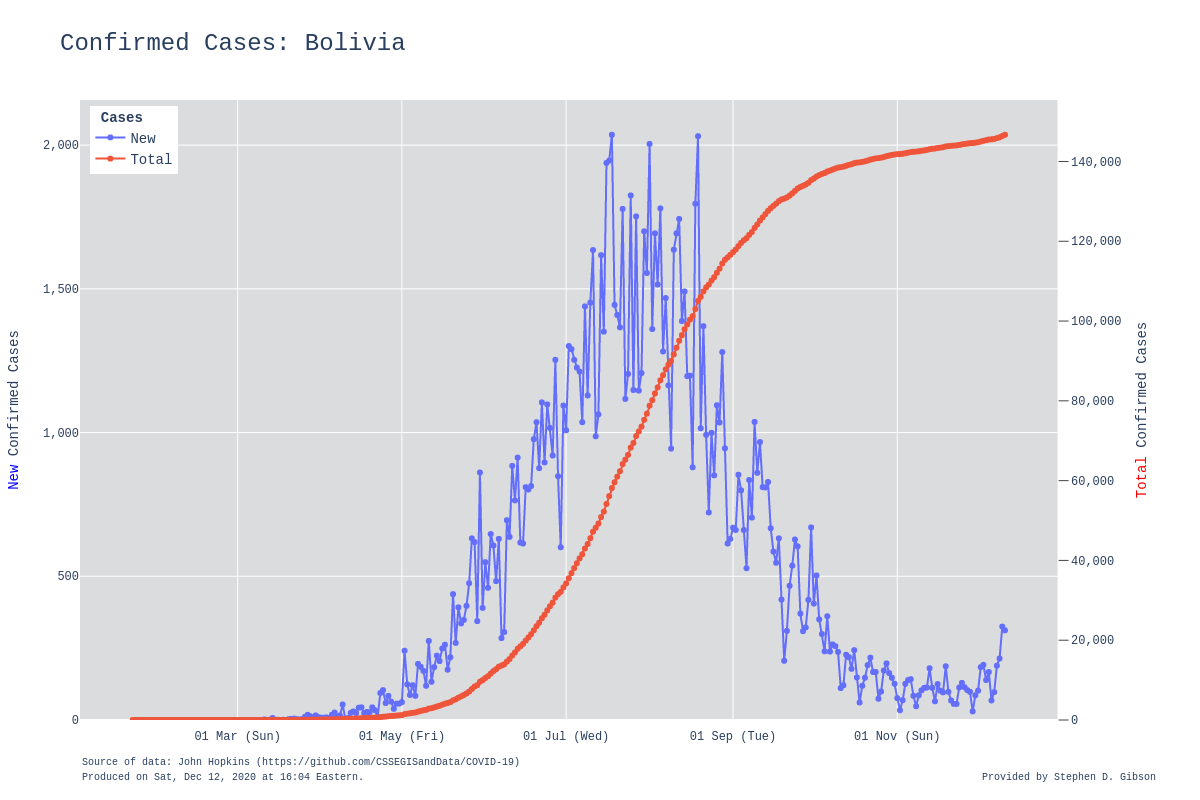 Confirmed Cases: Bolivia
Cases
New
Total
2,000
1,500
1,000
500
0
New Confirmed Cases
140,000
120,000
100,000
80,000
60,000
40,000
20,000
0
Total Confirmed Cases
01 Mar (Sun)
01 May (Fri)
01 Jul (Wed)
01 Sep (Tue)
01 Nov (Sun)
Source of data: John Hopkins (https://github.com/CSSEGISandData/COVID-19)
Produced on Sat, Dec 12, 2020 at 16:04 Eastern.
Provided by Stephen D. Gibson